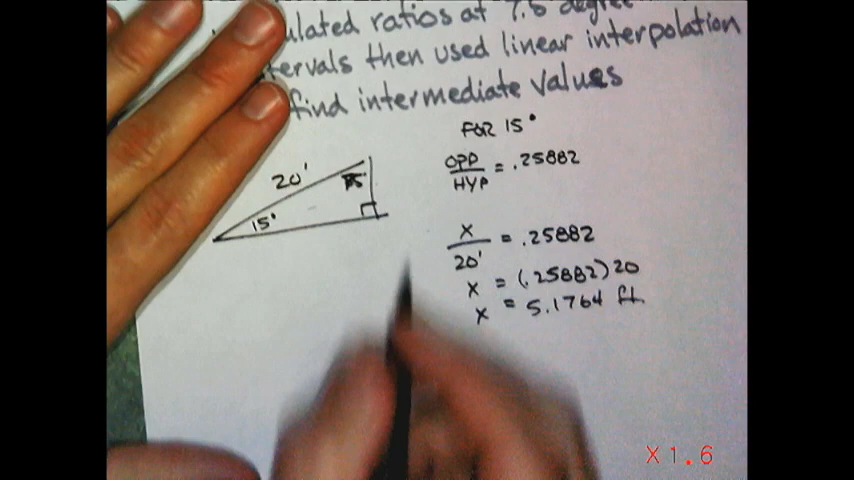 ulated ratios at 7.5 degree
tervals then used linear interpolation
find intermediate values
FOR 15°
OPP
HYP
= .25882
20'
15°
x
20'
= .25882
x = (.25882)20
x = 5.1764 ft.
X1.6